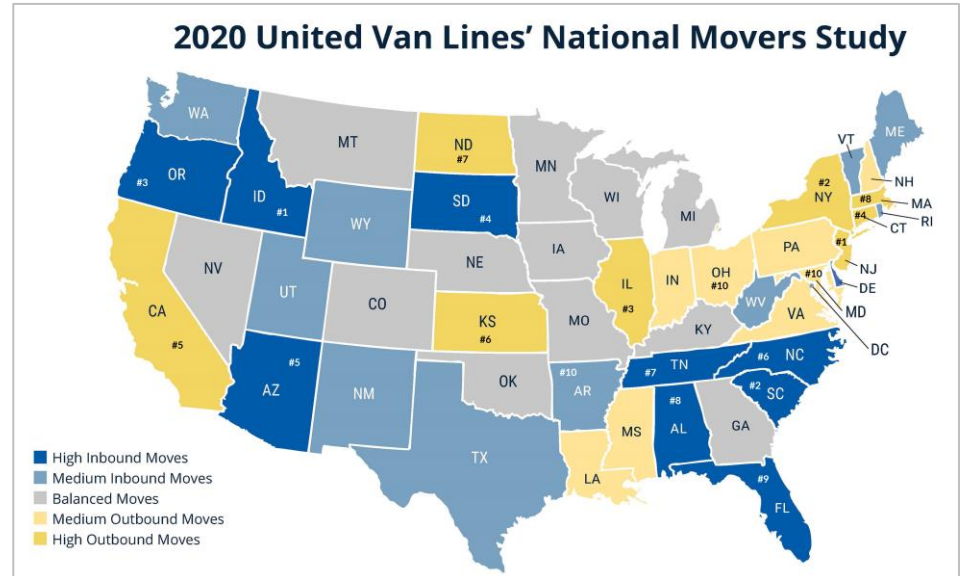 2020 United Van Lines' National Movers Study
WA
MT
ND
#7
MN
VT
ME
OR
#3
ID
#1
SD
#4
WI
MI
#2
NY
NH
#8
MA
#4
CT
RI
WY
NE
IA
PA
#1
NJ
NV
UT
CO
IL
#3
IN
OH
#10
#10
DE
MD
WV
VA
DC
CA
#5
KS
#6
MO
KY
#5
AZ
NM
OK
#10
AR
TN
#7
#6
NC
#2
SC
#8
AL
MS
GA
TX
LA
#9
FL
High Inbound Moves
Medium Inbound Moves
Balanced Moves
Medium Outbound Moves
High Outbound Moves